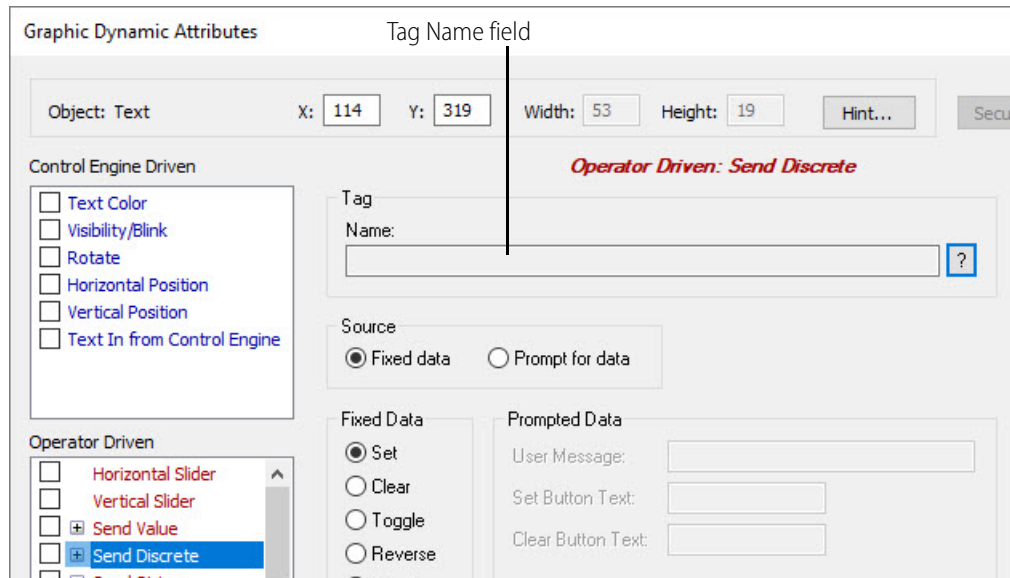 Graphic Dynamic Attributes
Tag Name field
Object: Text X: 114 Y: 319 Width: 53 Height: 19 Hint... Secu
Control Engine Driven
Operator Driven: Send Discrete
Text Color
Visibility/Blink
Rotate
Horizontal Position
Vertical Position
Text In from Control Engine
Tag
Name:
?
Source
Fixed data Prompt for data
Operator Driven
Horizontal Slider
Vertical Slider
Send Value
Send Discrete
Fixed Data
Set
Clear
Toggle
Reverse
Prompted Data
User Message:
Set Button Text:
Clear Button Text: